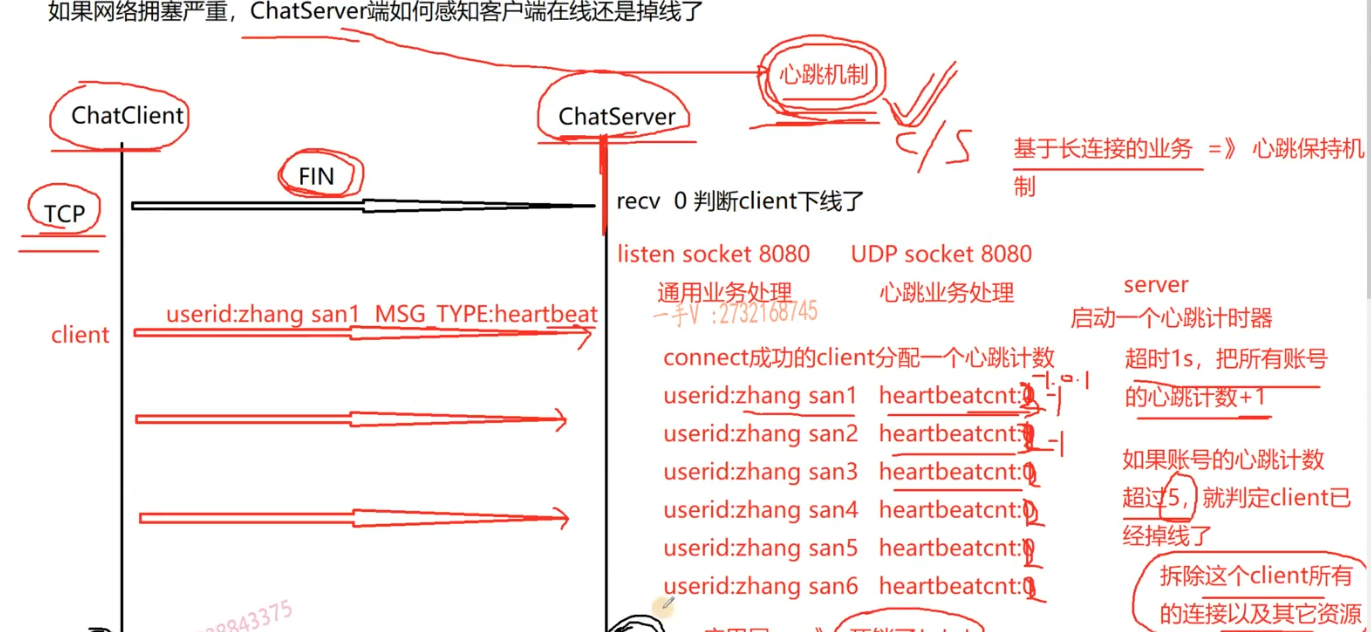 如果网络拥塞严重，ChatServer端如何感知客户端在线还是掉线了
心跳机制
ChatClient
ChatServer
C/S
基于长连接的业务 =》 心跳保持机
制
FIN
TCP
recv 0 判断client下线了
listen socket 8080 UDP socket 8080
通用业务处理 心跳业务处理
server
启动一个心跳计时器
一手V :2732168745
userid:zhang san1 MSG_TYPE:heartbeat
client
connect成功的client分配一个心跳计数
超时1s，把所有账号
的心跳计数+1
userid:zhang san1 heartbeatcnt:
-1
userid:zhang san2 heartbeatcnt:
-1
userid:zhang san3 heartbeatcnt:
userid:zhang san4 heartbeatcnt:
userid:zhang san5 heartbeatcnt:
userid:zhang san6 heartbeatcnt:
如果账号的心跳计数
超过5，就判定client已
经掉线了
拆除这个client所有
的连接以及其它资源
38843375